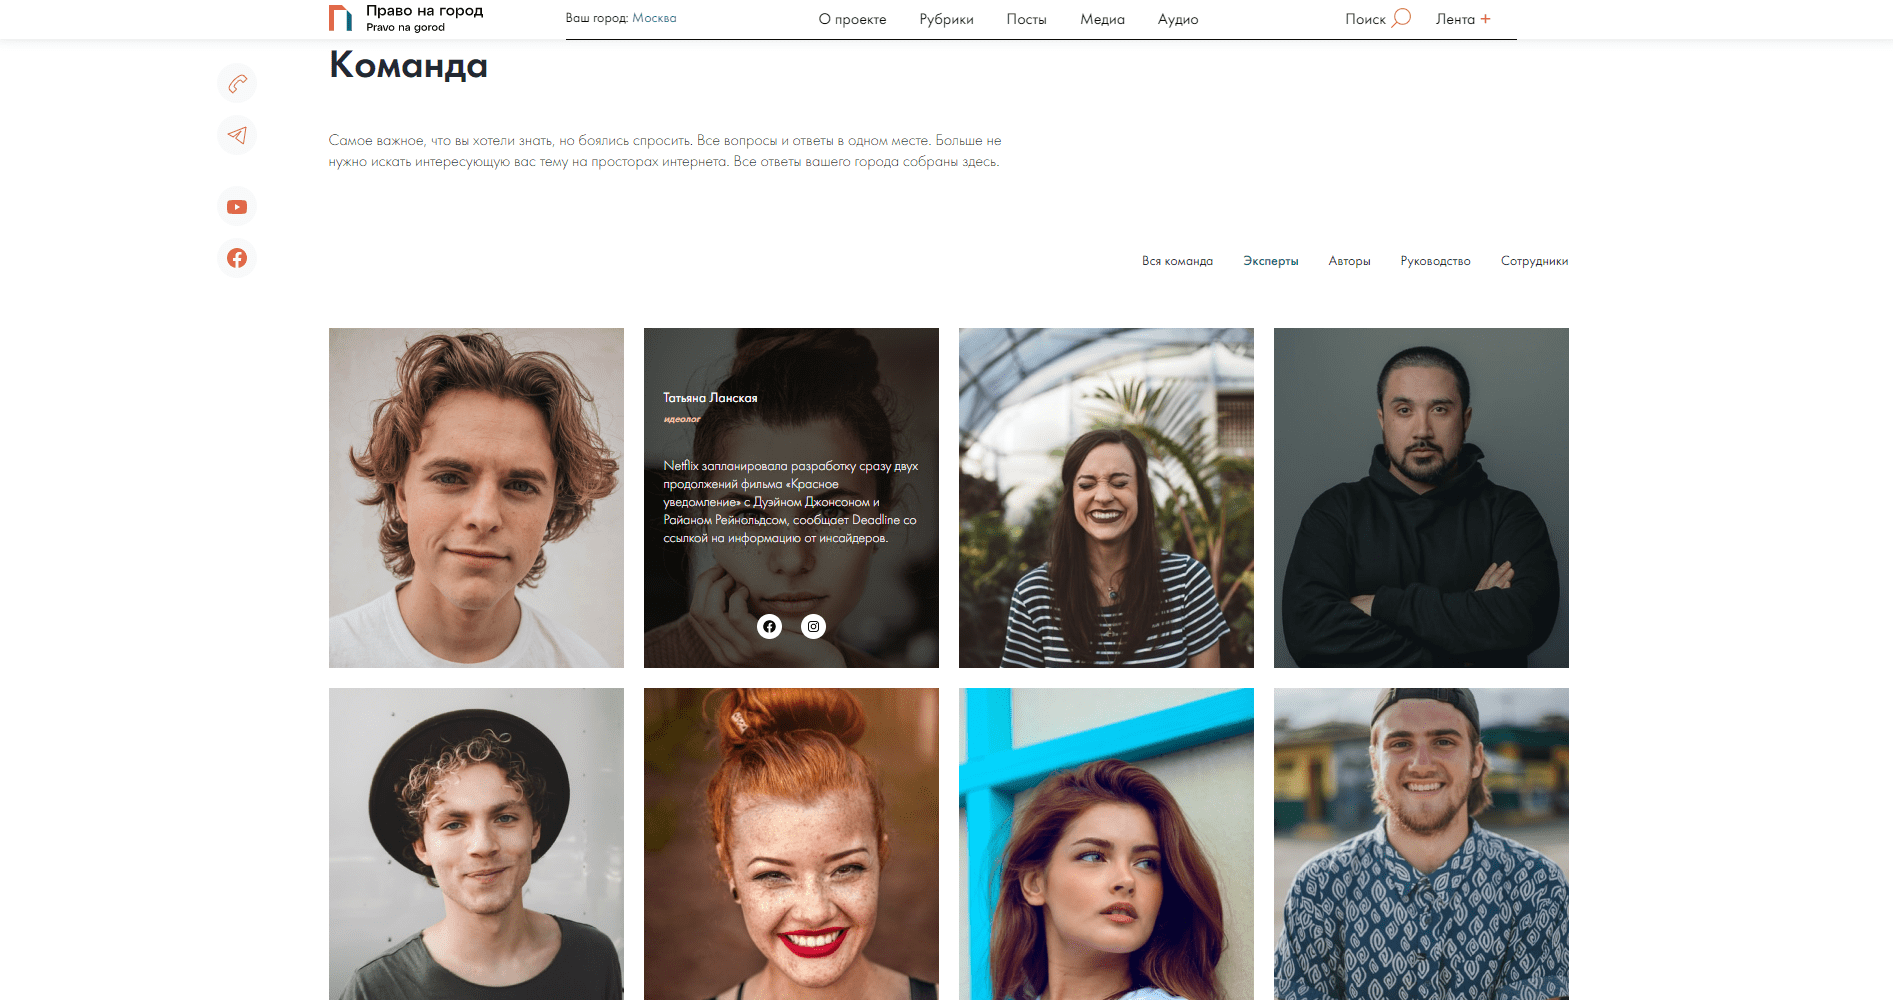 Право на город
Pravo na gorod
Ваш город: Москва
О проекте
Рубрики
Посты
Медиа
Аудио
Поиск
Лента +
Команда
Самое важное, что вы хотели знать, но боялись спросить. Все вопросы и ответы в одном месте. Больше не
нужно искать интересующую вас тему на просторах интернета. Все ответы вашего города собраны здесь.
Вся команда
Эксперты
Авторы
Руководство
Сотрудники
Татьяна Ланская
идеолог
Netflix запланировала разработку сразу двух
продолжений фильма «Красное
уведомление» с Дуэйном Джонсоном и
Райаном Рейнольдсом, сообщает Deadline со
ссылкой на информацию от инсайдеров.